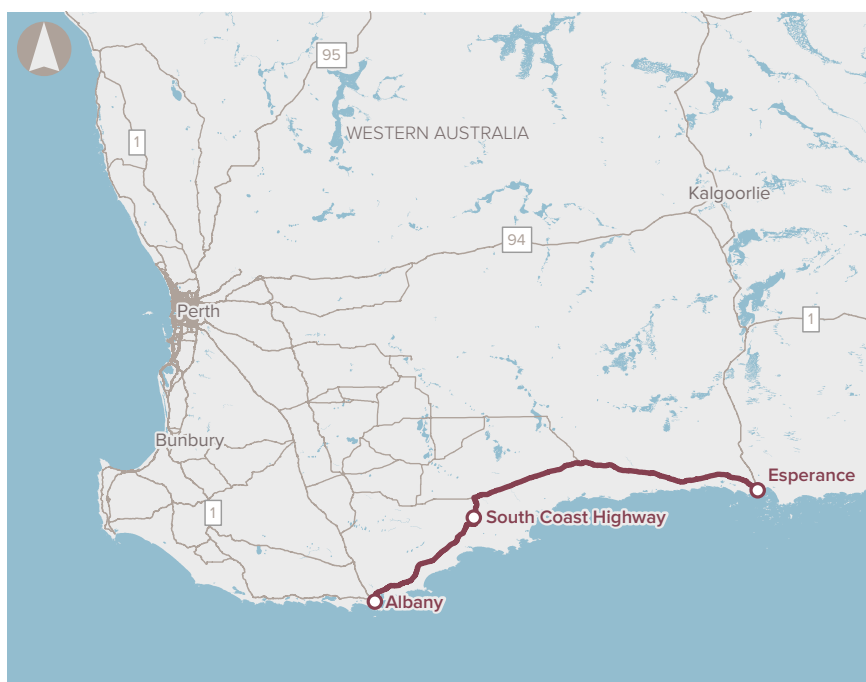 95
1
WESTERN AUSTRALIA
Kalgoorlie
94
Perth
1
Bunbury
Esperance
1
South Coast Highway
Albany